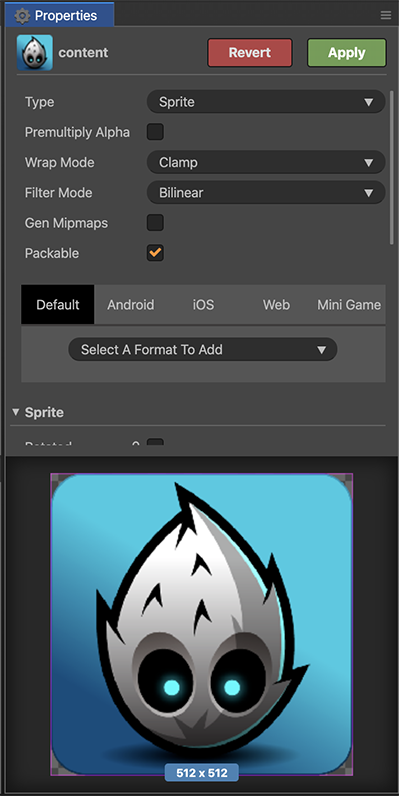 Properties
content
Revert
Apply
Type
Sprite
Premultiply Alpha
Wrap Mode
Clamp
Filter Mode
Bilinear
Gen Mipmaps
Packable
Default
Android
iOS
Web
Mini Game
Select A Format To Add
Sprite
512 x 512